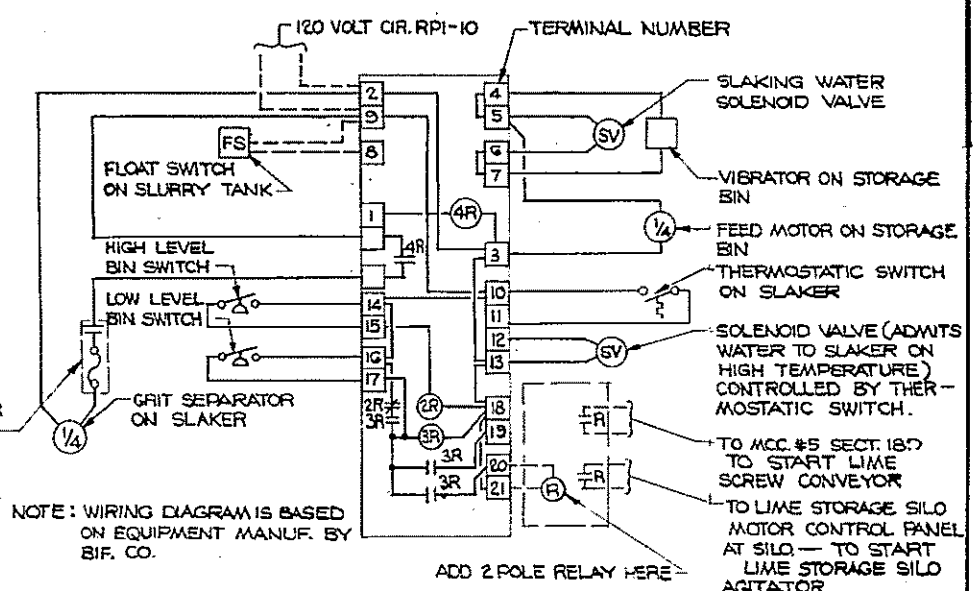 120 VOLT CIR. RP1-10
TERMINAL NUMBER
SLAKING WATER
SOLENOID VALVE
2
9
8
4
5
6
7
SV
FS
FLOAT SWITCH
ON SLURRY TANK
VIBRATOR ON STORAGE
BIN
1
4R
4R
3
1/4
FEED MOTOR ON STORAGE
BIN
HIGH LEVEL
BIN SWITCH
LOW LEVEL
BIN SWITCH
14
15
16
17
10
11
12
13
THERMOSTATIC SWITCH
ON SLAKER
SV
SOLENOID VALVE (ADMITS
WATER TO SLAKER ON
HIGH TEMPERATURE)
CONTROLLED BY THER-
MOSTATIC SWITCH.
R
1/4
GRIT SEPARATOR
ON SLAKER
2R
3R
2R
3R
3R
3R
18
19
20
21
R
R
R
TO MCC. #5 SECT. 18D
TO START LIME
SCREW CONVEYOR
TO LIME STORAGE SILO
MOTOR CONTROL PANEL
AT SILO. — TO START
LIME STORAGE SILO
AGITATOR
NOTE: WIRING DIAGRAM IS BASED
ON EQUIPMENT MANUF. BY
BIF. CO.
ADD 2 POLE RELAY HERE